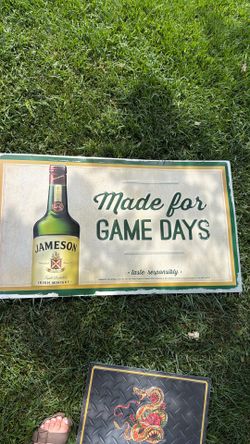 Made for
GAME DAYS
taste responsibly
JAMESON
IRISH WHISKEY